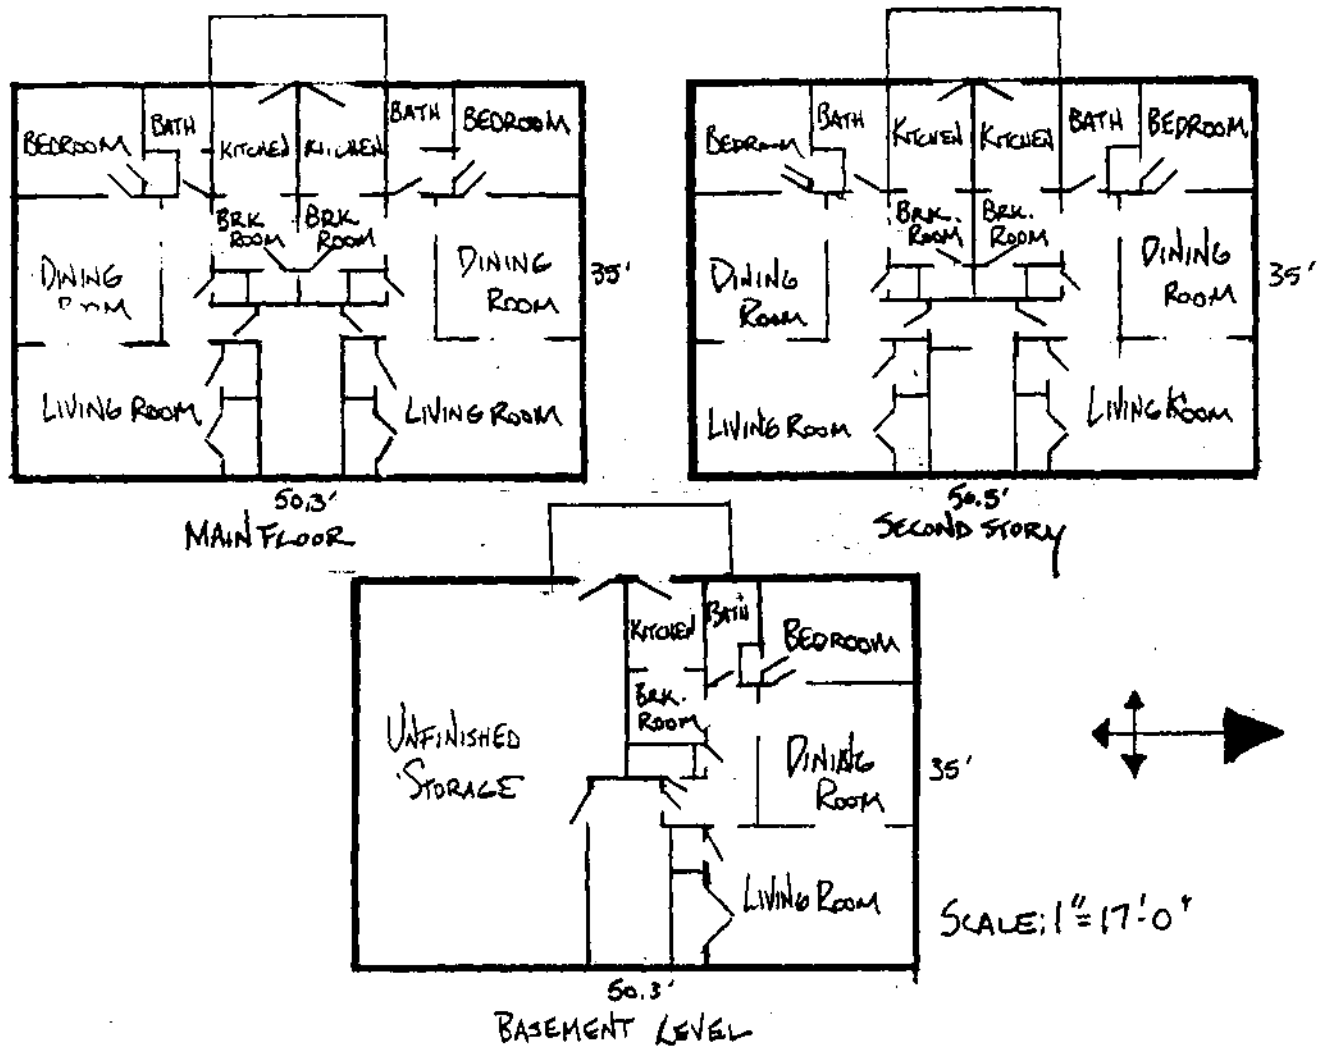 BEDROOM
BATH
KITCHEN
KITCHEN
BATH
BEDROOM
BRK.
ROOM
BRK.
ROOM
DINING
DINING
ROOM
35'
LIVING ROOM
LIVING ROOM
50.3'
MAIN FLOOR
BEDROOM
BATH
KITCHEN
KITCHEN
BATH
BEDROOM
BRK.
ROOM
BRK.
ROOM
DINING
ROOM
DINING
ROOM
35'
LIVING ROOM
LIVING ROOM
SECOND STORY
KITCHEN
BATH
BEDROOM
BRK.
ROOM
UNFINISHED
STORAGE
DINING
ROOM
35'
LIVING ROOM
50.3'
BASEMENT LEVEL
SCALE: 1"=17'-0"